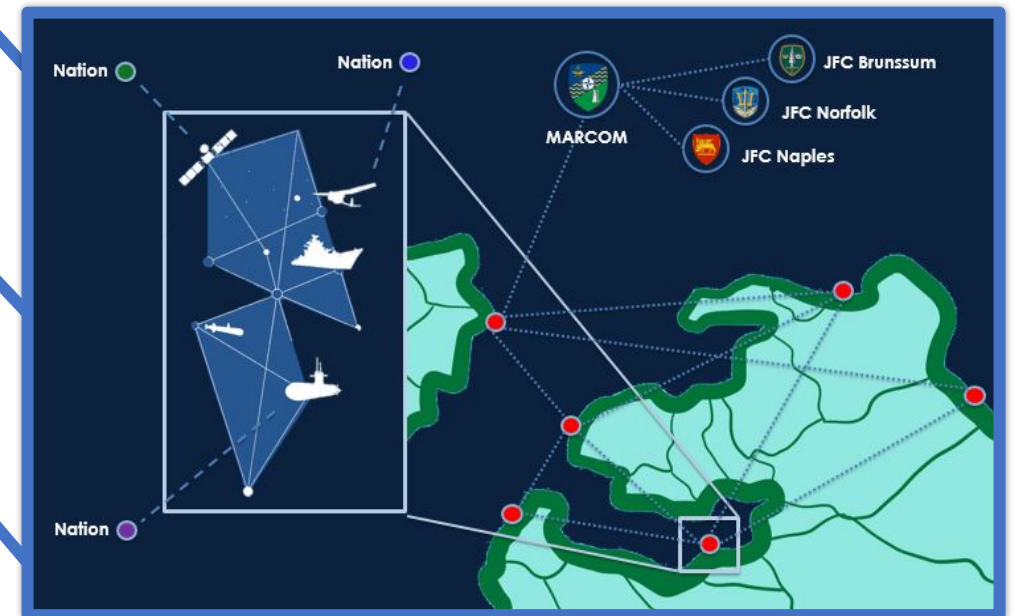 Nation
Nation
MARCOM
JFC Brunssum
JFC Norfolk
JFC Naples
Nation